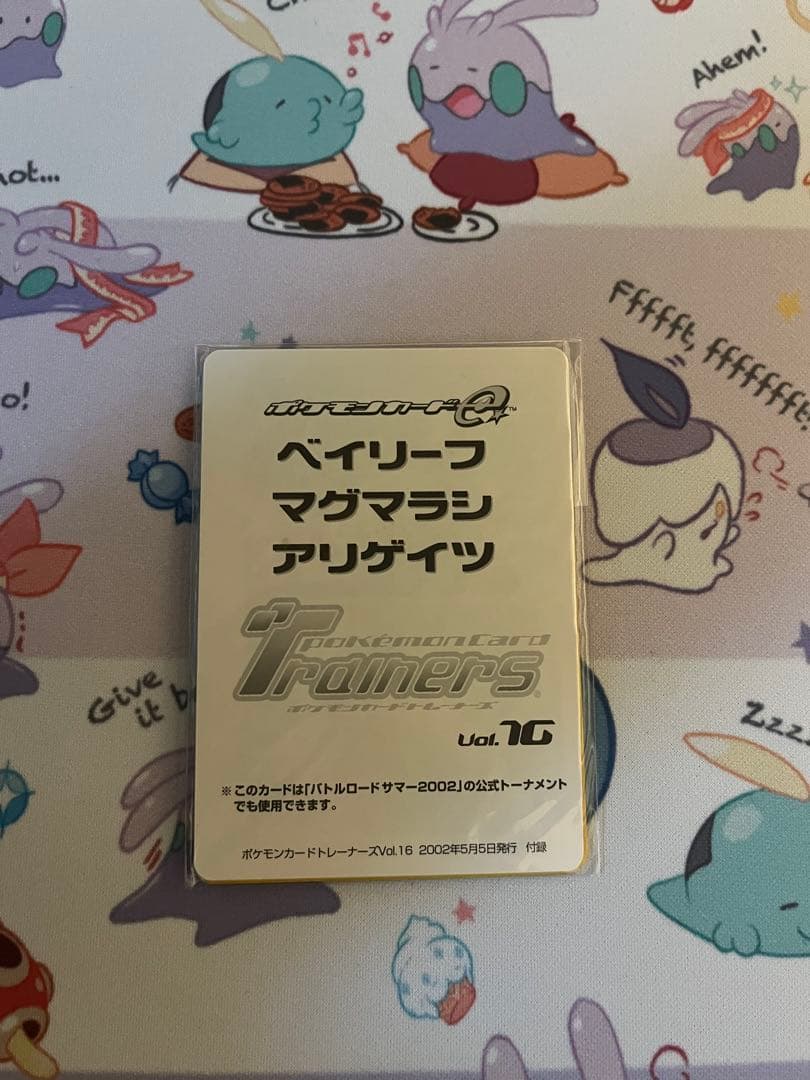 Ahem!
not...
Fffffft, ffffffft!
o!
ポケモンカードe™
ベイリーフ
マグマラシ
アリゲイツ
Pokémon Card
Trainers®
ポケモンカードトレーナーズ
Vol.16
Give
it b
Zzzz
※このカードは「バトルロードサマー2002」の公式トーナメント
でも使用できます。
ポケモンカードトレーナーズVol.16 2002年5月5日発行 付録